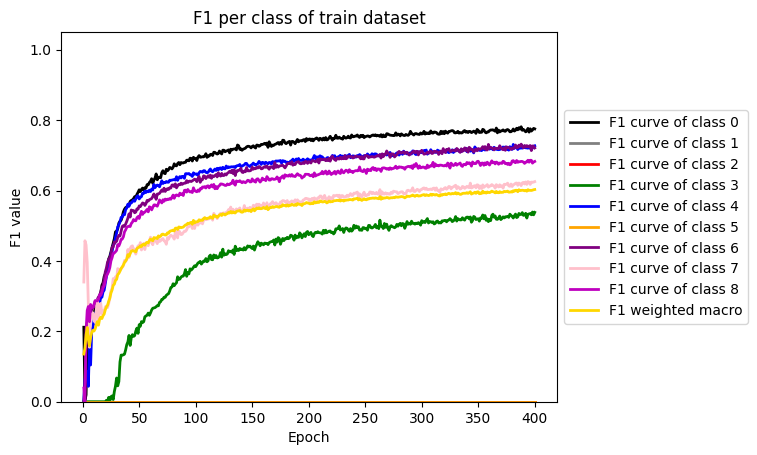 F1 per class of train dataset
F1 value
1.0
0.8
0.6
0.4
0.2
0.0
0
50
100
150
200
250
300
350
400
Epoch
F1 curve of class 0
F1 curve of class 1
F1 curve of class 2
F1 curve of class 3
F1 curve of class 4
F1 curve of class 5
F1 curve of class 6
F1 curve of class 7
F1 curve of class 8
F1 weighted macro